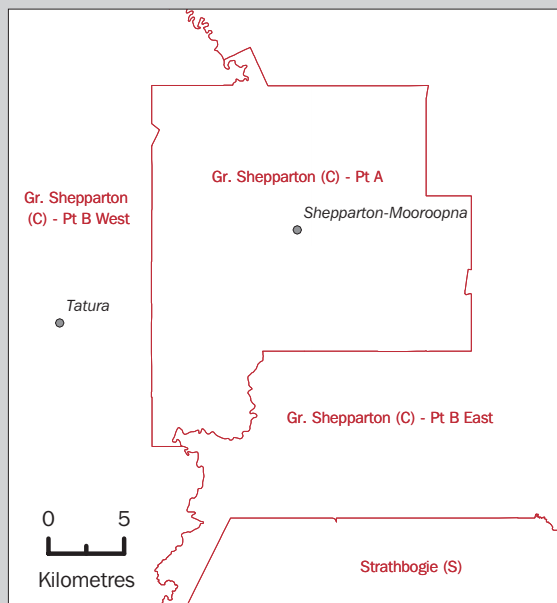 Gr. Shepparton (C) - Pt A
Gr. Shepparton
(C) - Pt B West
Shepparton-Mooroopna
Tatura
Gr. Shepparton (C) - Pt B East
0 5
Kilometres
Strathbogie (S)